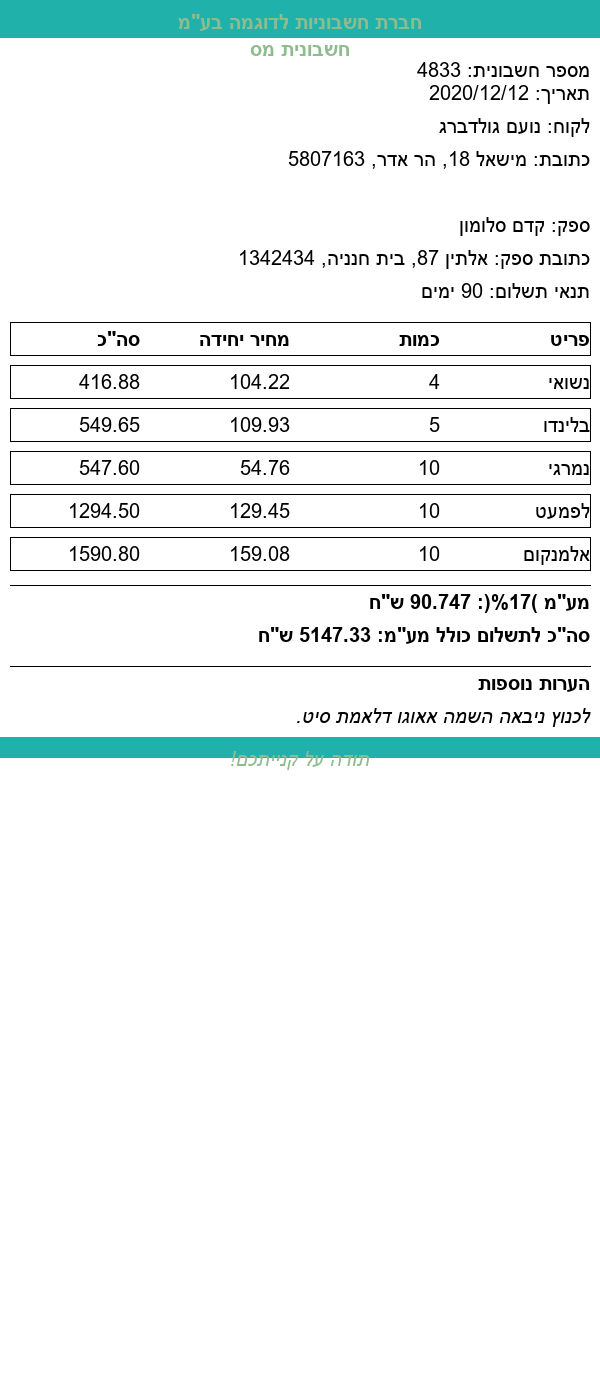 חברת חשבוניות לדוגמה בע"מ
חשבונית מס
מספר חשבונית: 4833
תאריך: 2020/12/12
לקוח: נועם גולדברג
כתובת: מישאל 18, הר אדר, 5807163
ספק: קדם סלומון
כתובת ספק: אלתין 87, בית חנניה, 1342434
תנאי תשלום: 90 ימים
פריט כמות מחיר יחידה סה"כ
נשואי 4 104.22 416.88
בלינדו 5 109.93 549.65
נמרגי 10 54.76 547.60
לפמעט 10 129.45 1294.50
אלמנקום 10 159.08 1590.80
מע"מ )17%(: 90.747 ש"ח
סה"כ לתשלום כולל מע"מ: 5147.33 ש"ח
הערות נוספות
לכנוץ ניבאה השמה אאוגו דלאמת סיט.
תודה על קנייתכם!